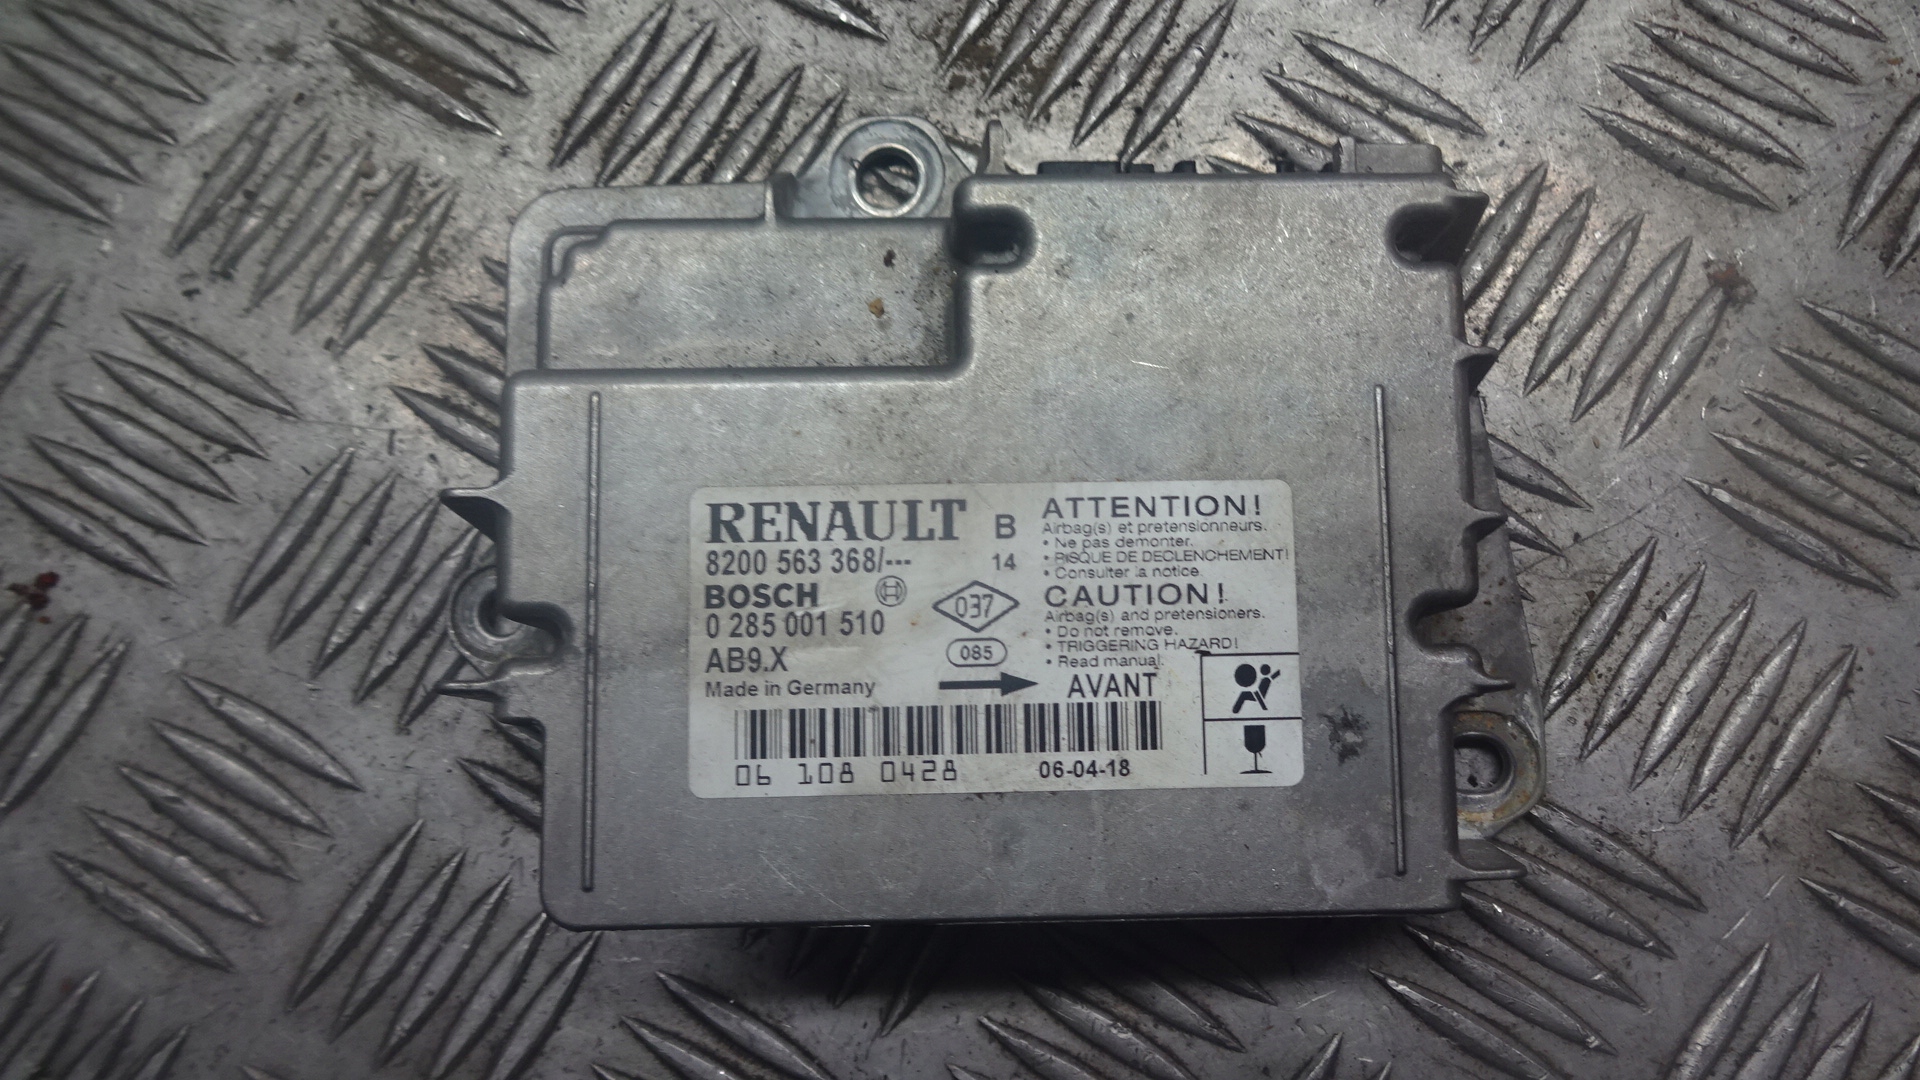 RENAULT B
8200 563 368/--- 14
BOSCH
0 285 001 510
AB9.X
Made in Germany
037
085
ATTENTION!
Airbag(s) et pretensionneurs.
• Ne pas demonter.
• RISQUE DE DECLENCHEMENT!
• Consulter la notice.
CAUTION!
Airbag(s) and pretensioners.
• Do not remove.
• TRIGGERING HAZARD!
• Read manual.
AVANT
06 108 0428 06-04-18